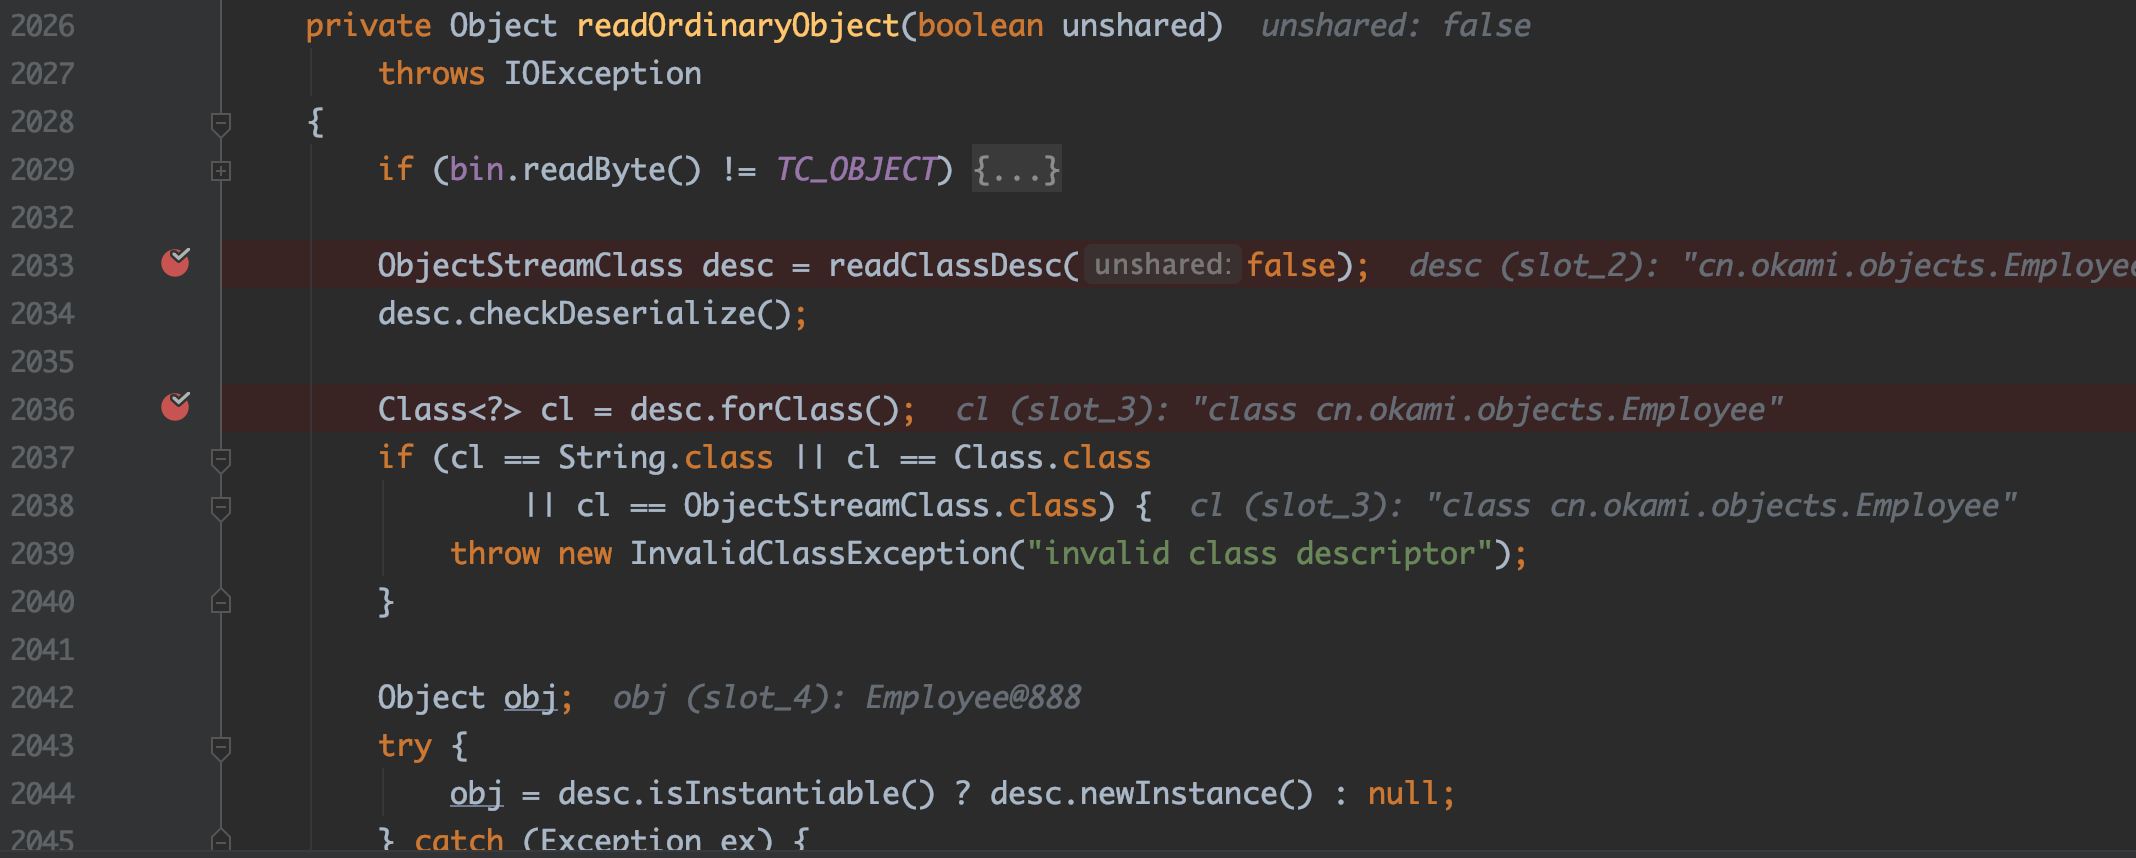 2026 private Object readOrdinaryObject(boolean unshared) unshared: false
2027 throws IOException
2028 {
2029 if (bin.readByte() != TC_OBJECT) {...}
2032
2033 ObjectStreamClass desc = readClassDesc( unshared: false); desc (slot_2): "cn.okami.objects.Employee
2034 desc.checkDeserialize();
2035
2036 Class<?> cl = desc.forClass(); cl (slot_3): "class cn.okami.objects.Employee"
2037 if (cl == String.class || cl == Class.class
2038 || cl == ObjectStreamClass.class) { cl (slot_3): "class cn.okami.objects.Employee"
2039 throw new InvalidClassException("invalid class descriptor");
2040 }
2041
2042 Object obj; obj (slot_4): Employee@888
2043 try {
2044 obj = desc.isInstantiable() ? desc.newInstance() : null;
2045 } catch (Exception ex) {